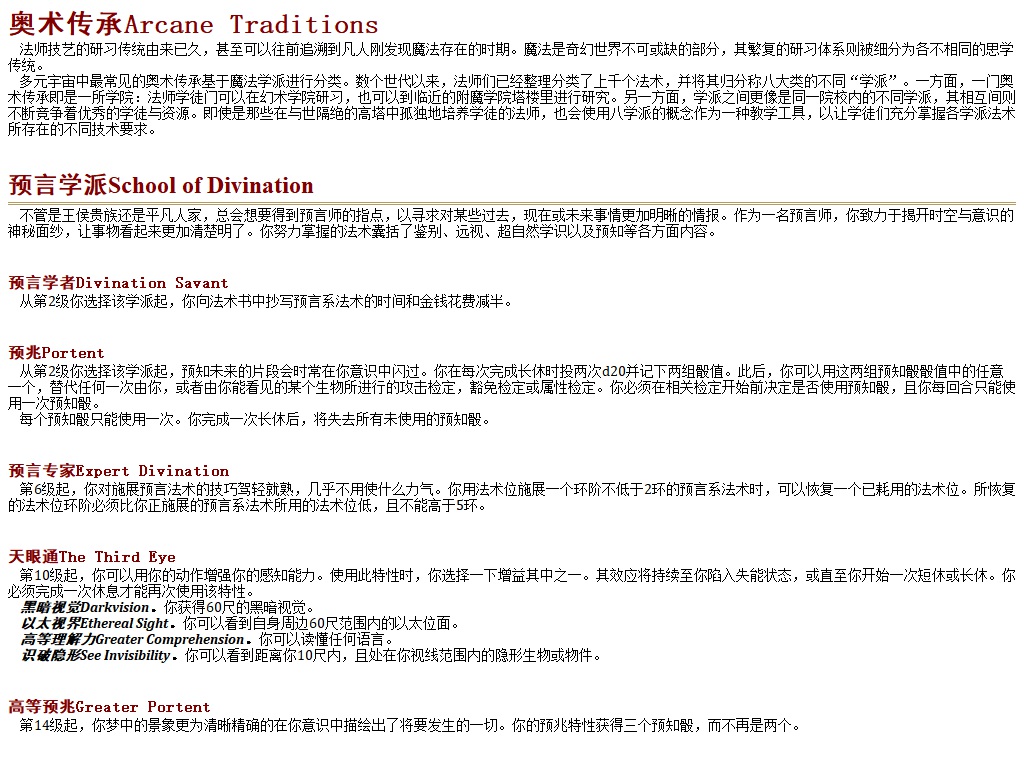 奥术传承Arcane Traditions
法师技艺的研习传统由来已久，甚至可以往前追溯到凡人刚发现魔法存在的时期。魔法是奇幻世界不可或缺的部分，其繁复的研习体系则被细分为各不相同的思学
传统。
多元宇宙中最常见的奥术传承基于魔法学派进行分类。数个世代以来，法师们已经整理分类了上千个法术，并将其归分称八大类的不同“学派”。一方面，一门奥
术传承即是一所学院：法师学徒门可以在幻术学院研习，也可以到临近的附魔学院塔楼里进行研究。另一方面，学派之间更像是同一院校内的不同学派，其相互间则
不断竞争着优秀的学徒与资源。即使是那些在与世隔绝的高塔中孤独地培养学徒的法师，也会使用八学派的概念作为一种教学工具，以让学徒们充分掌握各学派法术
所存在的不同技术要求。
预言学派School of Divination
不管是王侯贵族还是平凡人家，总会想要得到预言师的指点，以寻求对某些过去，现在或未来事情更加明晰的情报。作为一名预言师，你致力于揭开时空与意识的
神秘面纱，让事物看起来更加清楚明了。你努力掌握的法术囊括了鉴别、远视、超自然学识以及预知等各方面内容。
预言学者Divination Savant
从第2级你选择该学派起，你向法术书中抄写预言系法术的时间和金钱花费减半。
预兆Portent
从第2级你选择该学派起，预知未来的片段会时常在你意识中闪过。你在每次完成长休时投两次d20并记下两组骰值。此后，你可以用这两组预知骰骰值中的任意
一个，替代任何一次由你，或者由你能看见的某个生物所进行的攻击检定，豁免检定或属性检定。你必须在相关检定开始前决定是否使用预知骰，且你每回合只能使
用一次预知骰。
每个预知骰只能使用一次。你完成一次长休后，将失去所有未使用的预知骰。
预言专家Expert Divination
第6级起，你对施展预言法术的技巧驾轻就熟，几乎不用使什么力气。你用法术位施展一个环阶不低于2环的预言系法术时，可以恢复一个已耗用的法术位。所恢复
的法术位环阶必须比你正施展的预言系法术所用的法术位低，且不能高于5环。
天眼通The Third Eye
第10级起，你可以用你的动作增强你的感知能力。使用此特性时，你选择一下增益其中之一。其效应将持续至你陷入失能状态，或直至你开始一次短休或长休。你
必须完成一次休息才能再次使用该特性。
黑暗视觉Darkvision。你获得60尺的黑暗视觉。
以太视界Ethereal Sight。你可以看到自身周边60尺范围内的以太位面。
高等理解力Greater Comprehension。你可以读懂任何语言。
识破隐形See Invisibility。你可以看到距离你10尺内，且处在你视线范围内的隐形生物或物件。
高等预兆Greater Portent
第14级起，你梦中的景象更为清晰精确的在你意识中描绘出了将要发生的一切。你的预兆特性获得三个预知骰，而不再是两个。